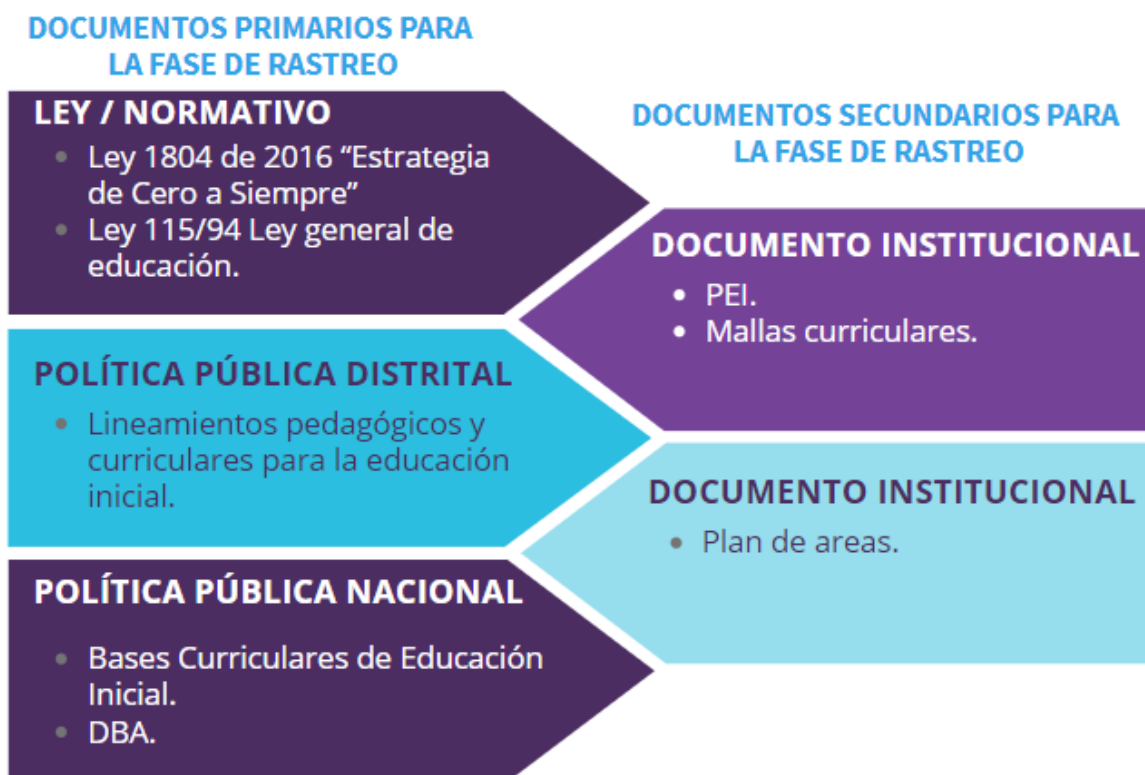 DOCUMENTOS PRIMARIOS PARA
LA FASE DE RASTREO
LEY / NORMATIVO
Ley 1804 de 2016 “Estrategia
de Cero a Siempre”
Ley 115/94 Ley general de
educación.
POLÍTICA PÚBLICA DISTRITAL
Lineamientos pedagógicos y
curriculares para la educación
inicial.
POLÍTICA PÚBLICA NACIONAL
Bases Curriculares de Educación
Inicial.
DBA.
DOCUMENTOS SECUNDARIOS PARA
LA FASE DE RASTREO
DOCUMENTO INSTITUCIONAL
PEI.
Mallas curriculares.
DOCUMENTO INSTITUCIONAL
Plan de areas.